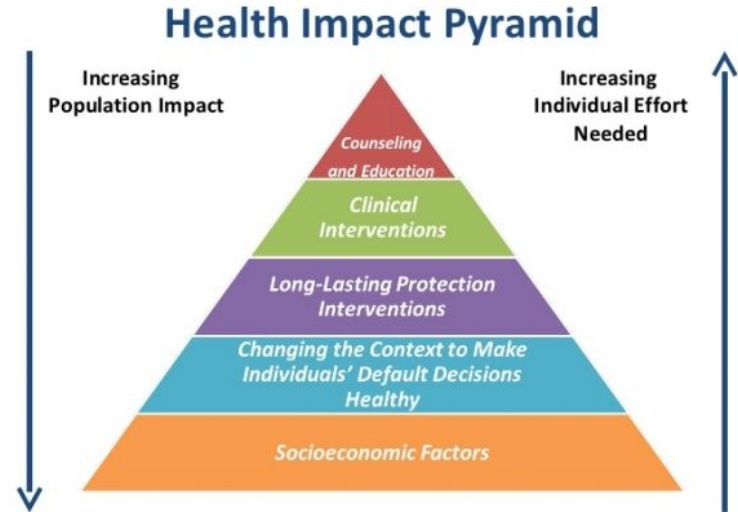 Health Impact Pyramid
Increasing
Population Impact
Increasing
Individual Effort
Needed
Counseling
and Education
Clinical
Interventions
Long-Lasting Protection
Interventions
Changing the Context to Make
Individuals' Default Decisions
Healthy
Socioeconomic Factors